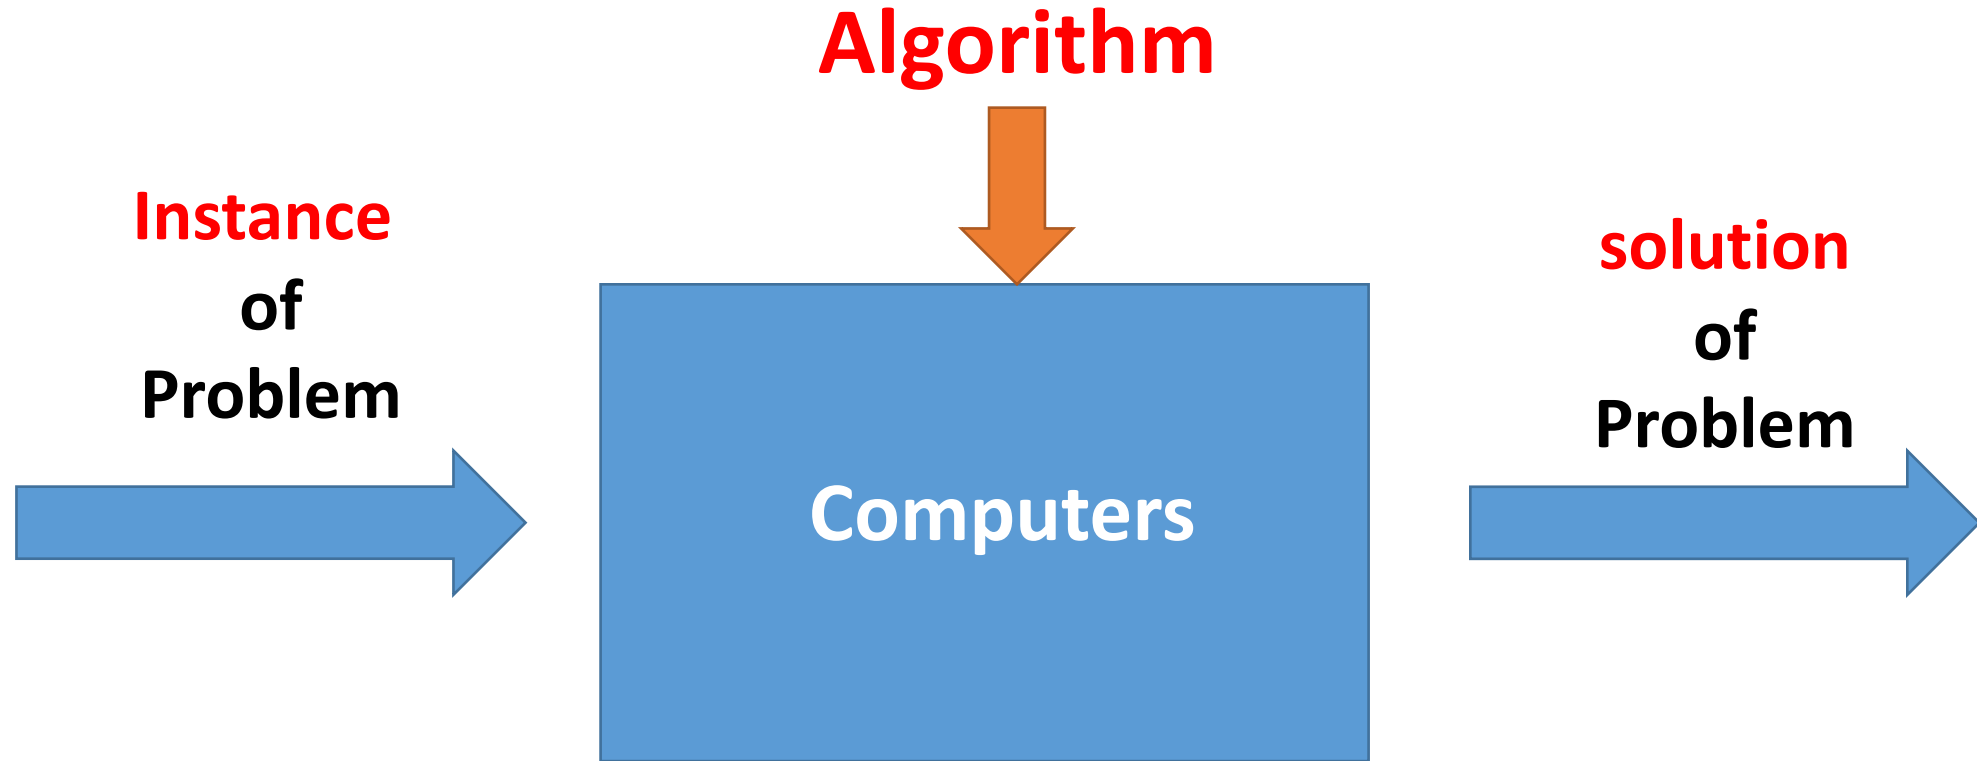 Algorithm
Instance
of
Problem
Computers
solution
of
Problem